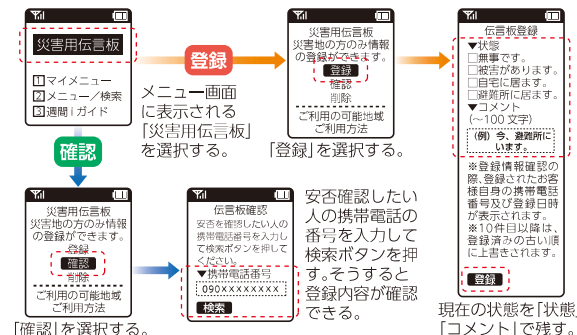 災害用伝言板
1マイメニュー
2メニュー/検索
3週間iガイド
登録
メニュー画面
に表示される
「災害用伝言板」
を選択する。
災害用伝言板
災害地の方のみ情報
の登録ができます。
登録
確認
削除
ご利用の可能地域
ご利用方法
「登録」を選択する。
伝言板登録
▼状態
□無事です。
□被害があります。
□自宅に居ます。
□避難所に居ます。
▼コメント
(～100文字)
(例)今、避難所に
います。
※登録情報確認の
際、登録されたお客
様自身の携帯電話
番号及び登録日時
が表示されます。
※10件目以降は、
登録済みの古い順
に上書きされます。
登録
現在の状態を「状態
「コメント」で残す。
確認
災害用伝言板
災害地の方のみ情報
の登録ができます。
登録
確認
削除
ご利用の可能地域
ご利用方法
「確認」を選択する。
伝言板確認
安否を確認したい人の
携帯電話番号を入力し
て検索ボタンを押して
ください。
▼携帯電話番号
090××××××××
検索
安否確認したい
人の携帯電話の
番号を入力して
検索ボタンを押
す。そうすると
登録内容が確認
できる。